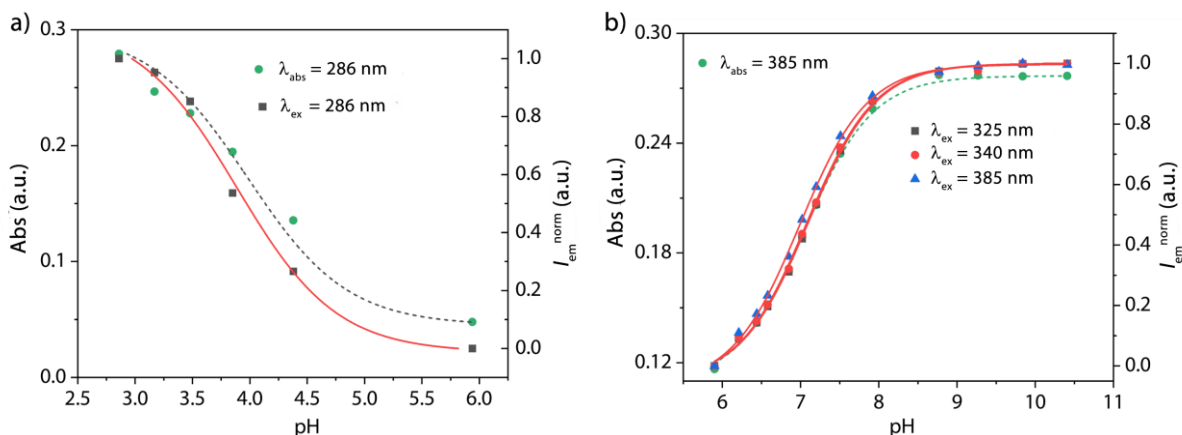 a)
0.3
0.2
0.1
0.0
Abs (a.u.)
λabs = 286 nm
λex = 286 nm
1.0
0.8
0.6
0.4
0.2
0.0
Iem norm (a.u.)
2.5 3.0 3.5 4.0 4.5 5.0 5.5 6.0
pH
b)
0.30
0.24
0.18
0.12
Abs (a.u.)
λabs = 385 nm
λex = 325 nm
λex = 340 nm
λex = 385 nm
1.0
0.8
0.6
0.4
0.2
0.0
Iem norm (a.u.)
6 7 8 9 10 11
pH